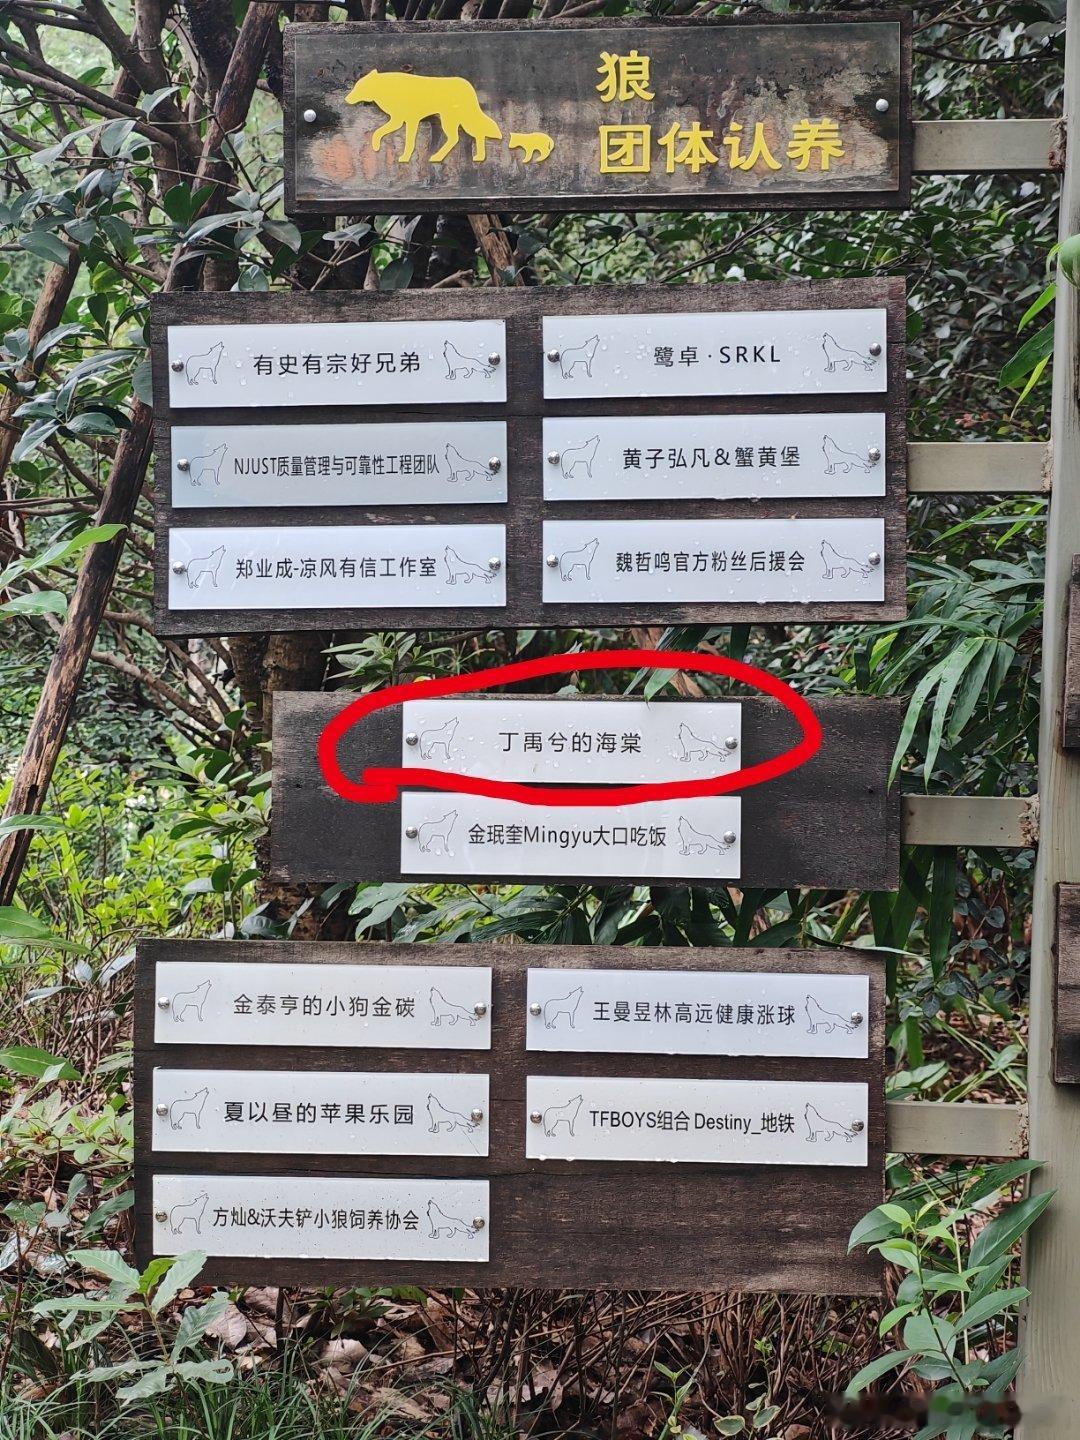 狼
团体认养
有史有宗好兄弟
鹭卓·SRKL
NJUST质量管理与可靠性工程团队
黄子弘凡&蟹黄堡
郑业成-凉风有信工作室
魏哲鸣官方粉丝后援会
丁禹兮的海棠
金珉奎Mingyu大口吃饭
金泰亨的小狗金碳
王曼昱林高远健康涨球
夏以昼的苹果乐园
TFBOYS组合 Destiny_地铁
方灿&沃夫铲小狼饲养协会